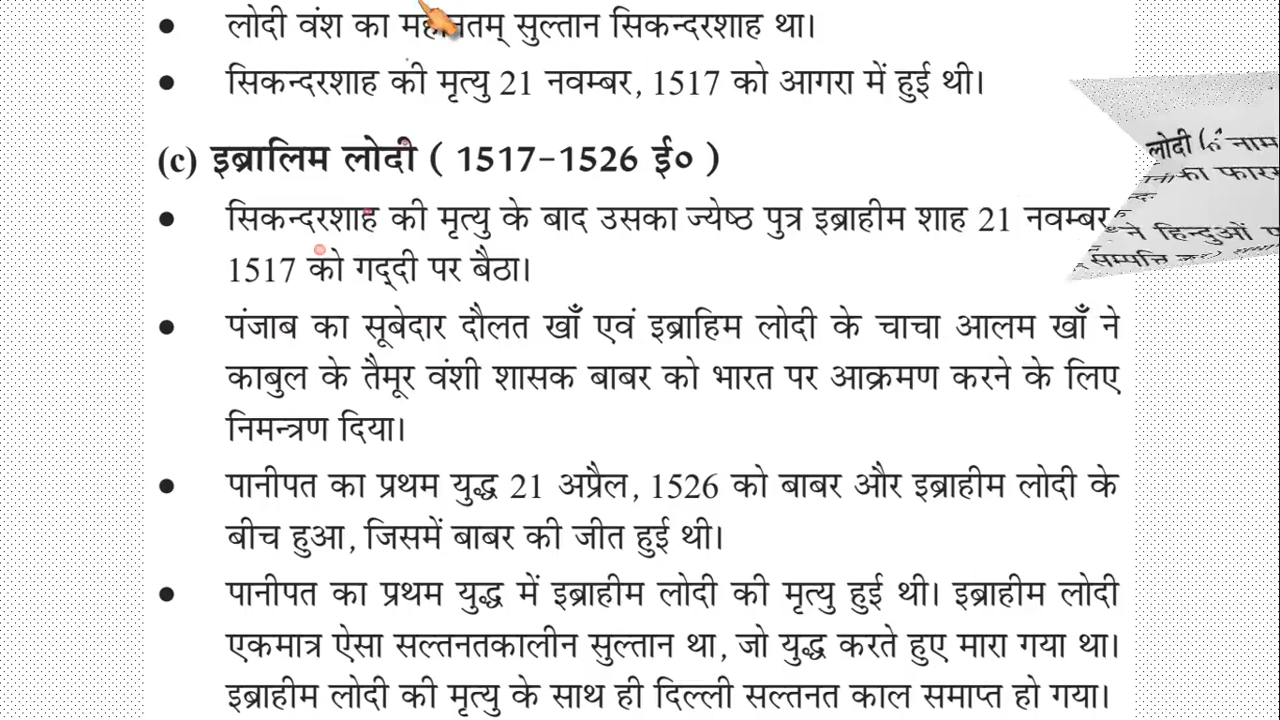 लोदी वंश का महानतम् सुल्तान सिकन्दरशाह था।
सिकन्दरशाह की मृत्यु 21 नवम्बर, 1517 को आगरा में हुई थी।
(c) इब्रालिम लोदी ( 1517-1526 ई० )
सिकन्दरशाह की मृत्यु के बाद उसका ज्येष्ठ पुत्र इब्राहीम शाह 21 नवम्बर,
1517 को गद्दी पर बैठा।
पंजाब का सूबेदार दौलत खाँ एवं इब्राहिम लोदी के चाचा आलम खाँ ने
काबुल के तैमूर वंशी शासक बाबर को भारत पर आक्रमण करने के लिए
निमन्त्रण दिया।
पानीपत का प्रथम युद्ध 21 अप्रैल, 1526 को बाबर और इब्राहीम लोदी के
बीच हुआ, जिसमें बाबर की जीत हुई थी।
पानीपत का प्रथम युद्ध में इब्राहीम लोदी की मृत्यु हुई थी। इब्राहीम लोदी
एकमात्र ऐसा सल्तनतकालीन सुल्तान था, जो युद्ध करते हुए मारा गया था।
इब्राहीम लोदी की मृत्यु के साथ ही दिल्ली सल्तनत काल समाप्त हो गया।
लोदी नाम
का फारस
ने हिन्दुओं
सम्पत्ति